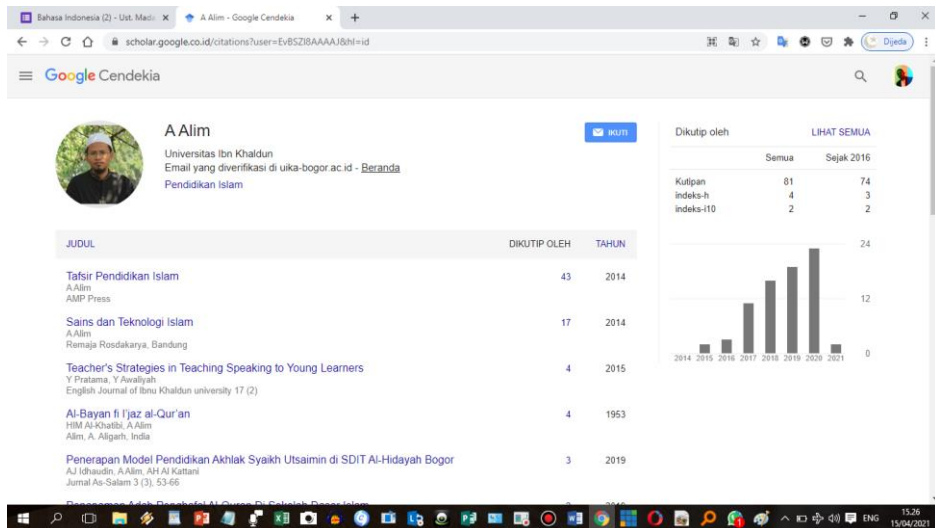 Bahasa Indonesia (2) - Ust. Mada
A Alim - Google Cendekia
scholar.google.co.id/citations?user=EvBSZI8AAAAJ&hl=id
Dijeda
Google Cendekia
A Alim
IKUTI
Universitas Ibn Khaldun
Email yang diverifikasi di uika-bogor.ac.id - Beranda
Pendidikan Islam
Dikutip oleh LIHAT SEMUA
Semua Sejak 2016
Kutipan 81 74
indeks-h 4 3
indeks-i10 2 2
24
12
0
2014 2015 2016 2017 2018 2019 2020 2021
JUDUL DIKUTIP OLEH TAHUN
Tafsir Pendidikan Islam 43 2014
A Alim
AMP Press
Sains dan Teknologi Islam 17 2014
A Alim
Remaja Rosdakarya, Bandung
Teacher's Strategies in Teaching Speaking to Young Learners 4 2015
Y Pratama, Y Awaliyah
English Journal of Ibnu Khaldun university 17 (2)
Al-Bayan fi I'jaz al-Qur'an 4 1953
HIM Al-Khatibi, A Alim
Alim, A. Aligarh, India
Penerapan Model Pendidikan Akhlak Syaikh Utsaimin di SDIT Al-Hidayah Bogor 3 2019
AJ Idhaudin, A Alim, AH Al Kattani
Jurnal As-Salam 3 (3), 53-66
ENG
15.26
15/04/2021